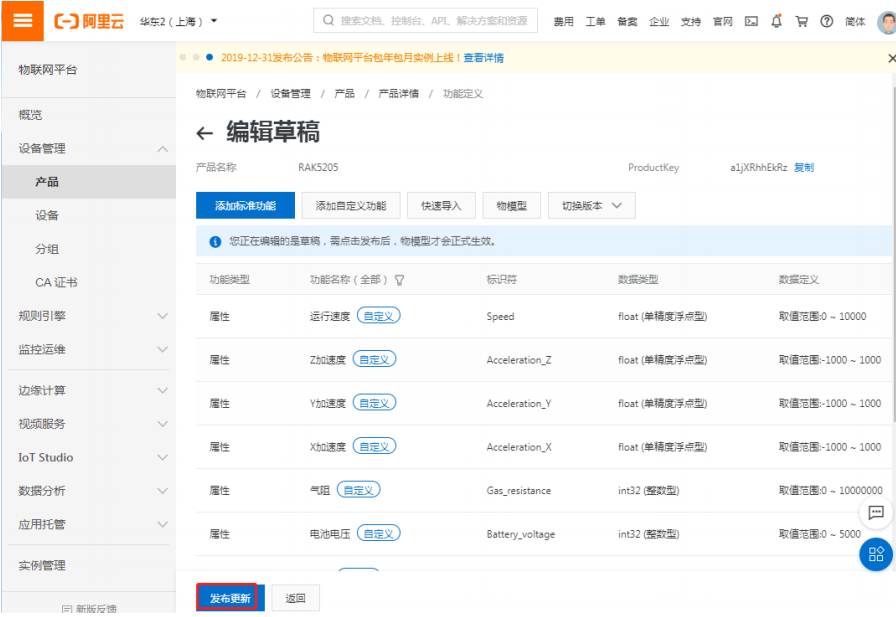 阿里云 华东2（上海） 搜索文档、控制台、API、解决方案和资源 费用 工单 备案 企业 支持 官网 简体
物联网平台
概览
设备管理
产品
设备
分组
CA 证书
规则引擎
监控运维
边缘计算
视频服务
IoT Studio
数据分析
应用托管
实例管理
新版反馈
2019-12-31发布公告：物联网平台包年包月实例上线！查看详情
物联网平台 / 设备管理 / 产品 / 产品详情 / 功能定义
← 编辑草稿
产品名称 RAK5205 ProductKey a1jXRhhEkRz 复制
添加标准功能 添加自定义功能 快速导入 物模型 切换版本
您正在编辑的是草稿，需点击发布后，物模型才会正式生效。
功能类型 功能名称（全部） 标识符 数据类型 数据定义
属性 运行速度 自定义 Speed float (单精度浮点型) 取值范围:0 ~ 10000
属性 Z加速度 自定义 Acceleration_Z float (单精度浮点型) 取值范围:-1000 ~ 1000
属性 Y加速度 自定义 Acceleration_Y float (单精度浮点型) 取值范围:-1000 ~ 1000
属性 X加速度 自定义 Acceleration_X float (单精度浮点型) 取值范围:-1000 ~ 1000
属性 气阻 自定义 Gas_resistance int32 (整数型) 取值范围:0 ~ 10000000
属性 电池电压 自定义 Battery_voltage int32 (整数型) 取值范围:0 ~ 5000
发布更新 返回